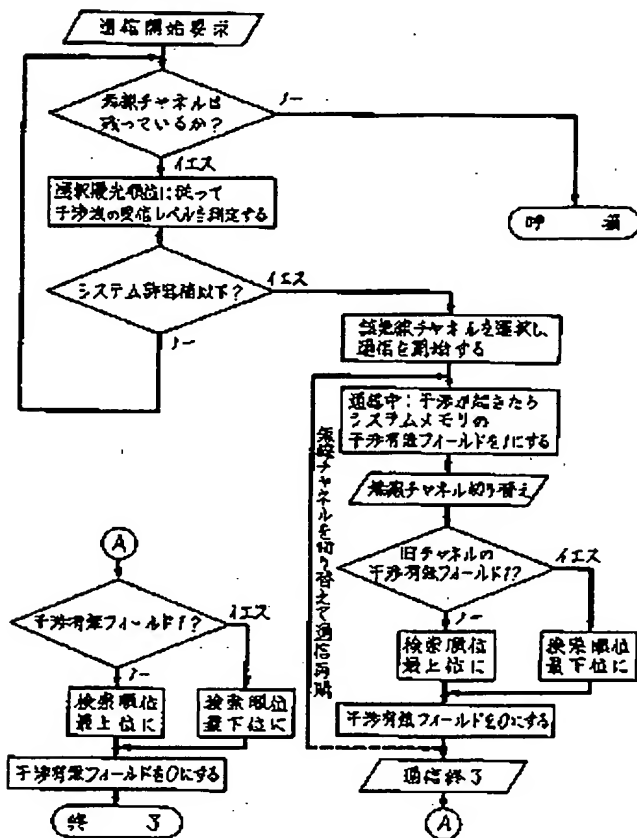 通信開始要求
無線チャネルは
残っているか?
ノー
イエス
選択優先順位に従って
干渉波の受信レベルを測定する
呼損
システム許容値以下?
イエス
ノー
該無線チャネルを選択し、
通信を開始する
通信中:干渉が起きたら
システムメモリの
干渉有無フィールドを1にする
無線チャネル切り替え
無線チャネルを切り替えて通信再開
旧チャネルの
干渉有無フィールド1?
イエス
ノー
検索順位
最上位に
検索順位
最下位に
干渉有無フィールドを0にする
通信終了
A
A
干渉有無フィールド1?
イエス
ノー
検索順位
最上位に
検索順位
最下位に
干渉有無フィールドを0にする
終了